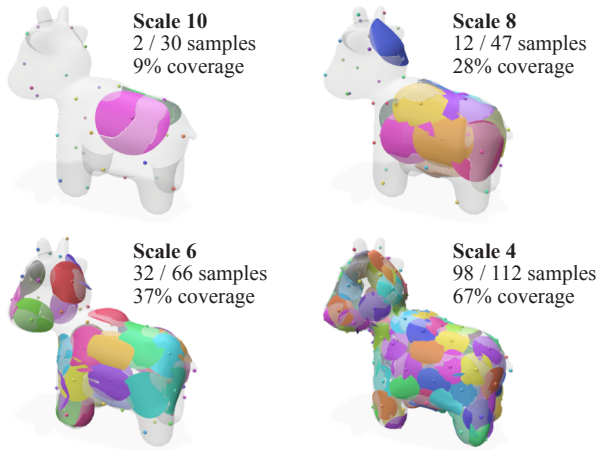 Scale 10
2 / 30 samples
9% coverage
Scale 8
12 / 47 samples
28% coverage
Scale 6
32 / 66 samples
37% coverage
Scale 4
98 / 112 samples
67% coverage